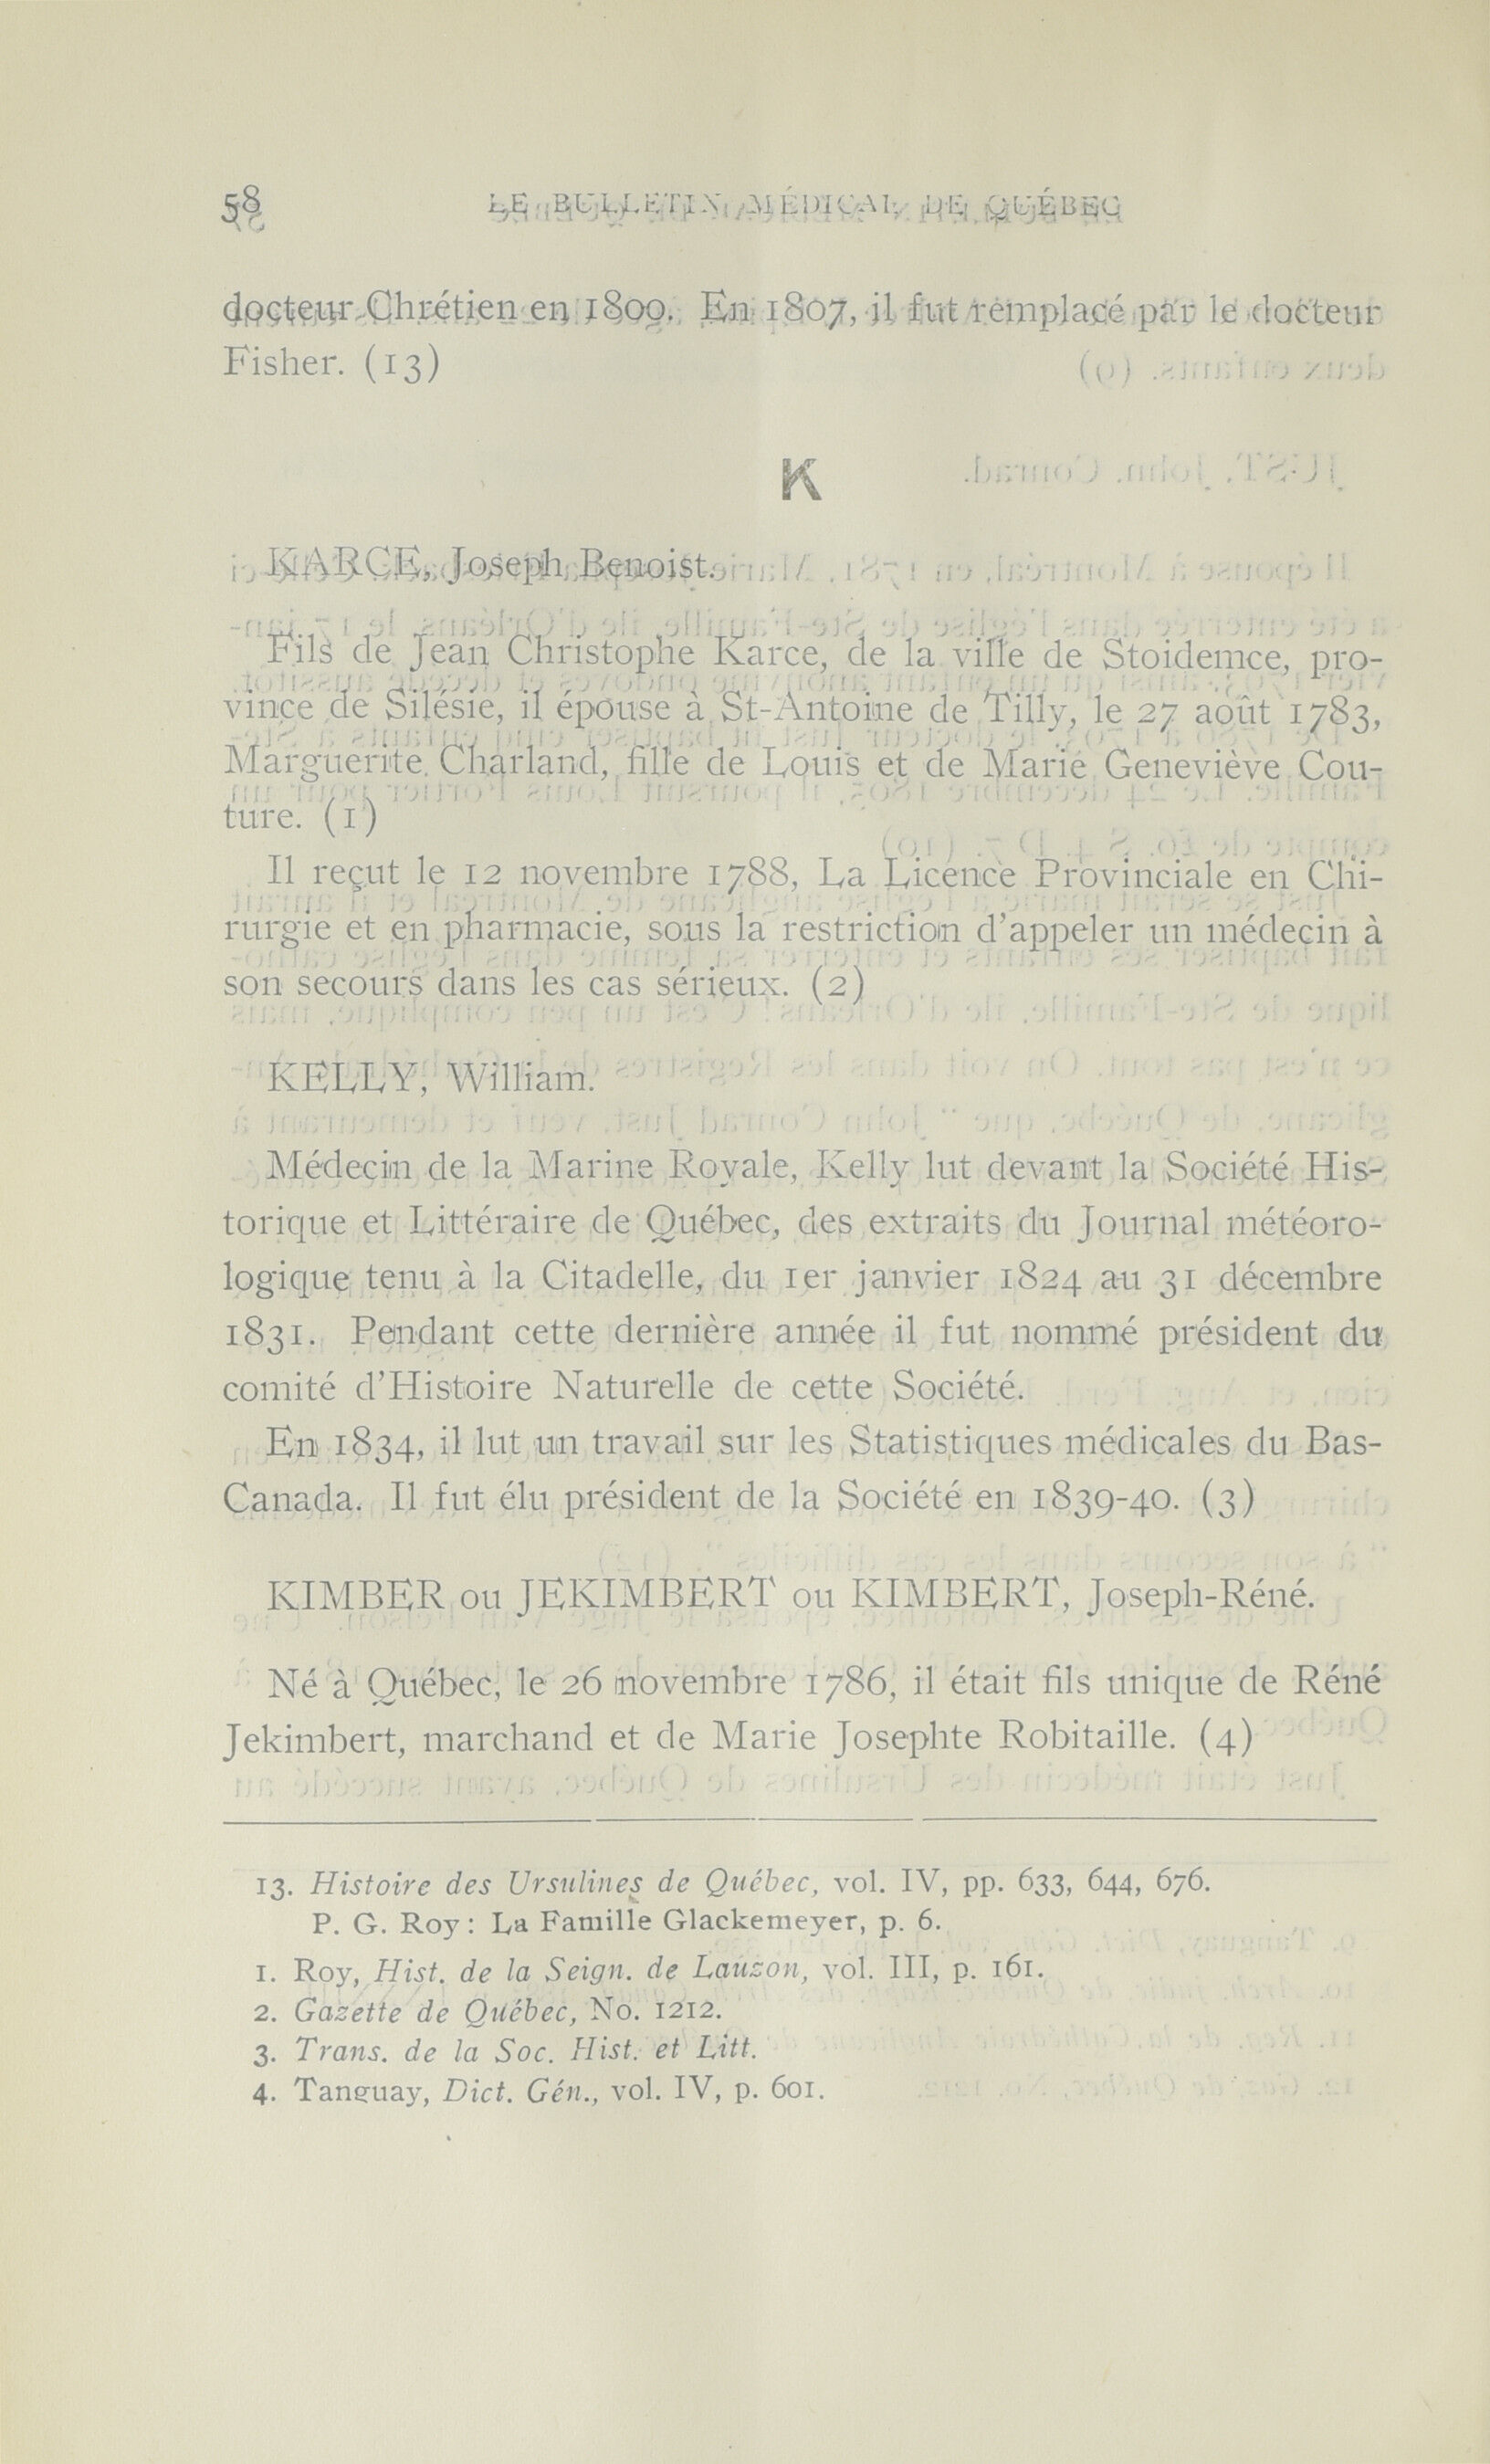 58
LE BULLETIN MÉDICAL DE QUÉBEC
docteur Chrétien en 1800. En 1807, il fut remplacé par le docteur
Fisher. (13)
K
KARCE, Joseph Benoist.
Fils de Jean Christophe Karce, de la ville de Stoidemce, pro-
vince de Silésie, il épouse à St-Antoine de Tilly, le 27 août 1783,
Marguerite Charland, fille de Louis et de Marie Geneviève Cou-
ture. (1)
Il reçut le 12 novembre 1788, La Licence Provinciale en Chi-
rurgie et en pharmacie, sous la restriction d'appeler un médecin à
son secours dans les cas sérieux. (2)
KELLY, William.
Médecin de la Marine Royale, Kelly lut devant la Société His-
torique et Littéraire de Québec, des extraits du Journal météoro-
logique tenu à la Citadelle, du 1er janvier 1824 au 31 décembre
1831. Pendant cette dernière année il fut nommé président du
comité d'Histoire Naturelle de cette Société.
En 1834, il lut un travail sur les Statistiques médicales du Bas-
Canada. Il fut élu président de la Société en 1839-40. (3)
KIMBER ou JEKIMBERT ou KIMBERT, Joseph-Réné.
Né à Québec, le 26 novembre 1786, il était fils unique de Réné
Jekimbert, marchand et de Marie Josephte Robitaille. (4)
13. Histoire des Ursulines de Québec, vol. IV, pp. 633, 644, 676.
P. G. Roy : La Famille Glackemeyer, p. 6.
1. Roy, Hist. de la Seign. de Lauzon, vol. III, p. 161.
2. Gazette de Québec, No. 1212.
3. Trans. de la Soc. Hist. et Litt.
4. Tanguay, Dict. Gén., vol. IV, p. 601.